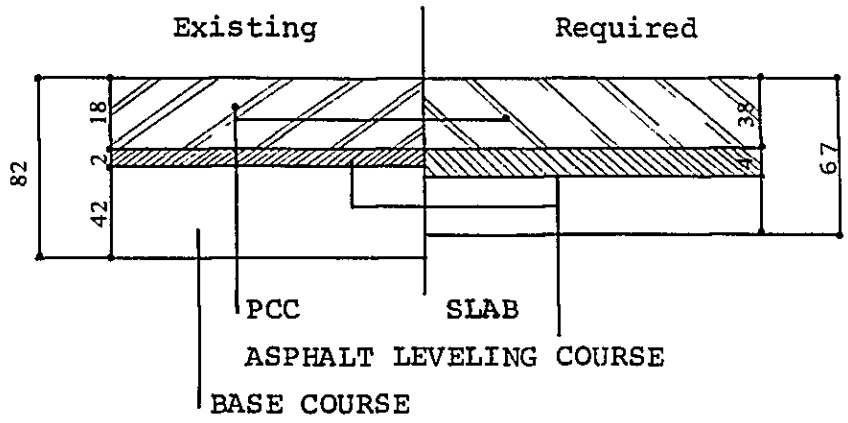 Existing Required
18
38
2
4
82
67
42
PCC SLAB
ASPHALT LEVELING COURSE
BASE COURSE